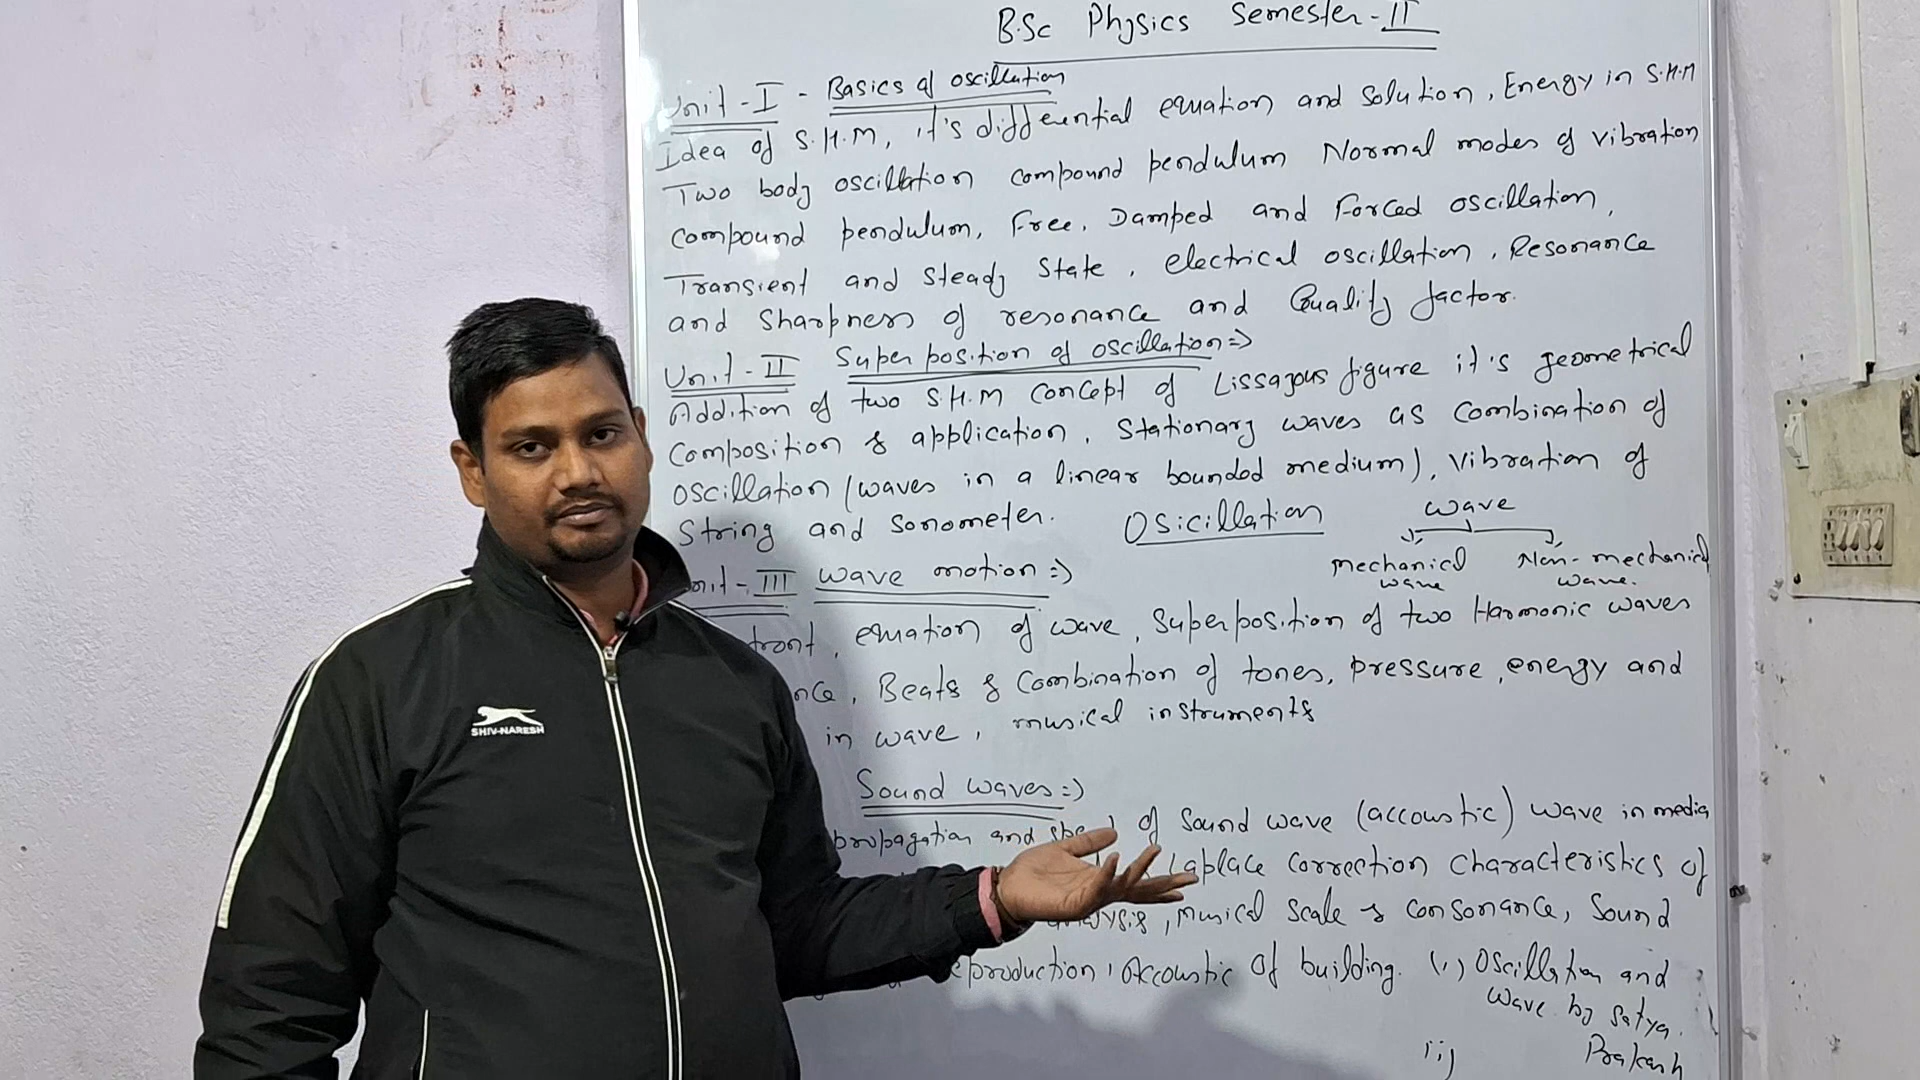 B.Sc Physics Semester-II
Unit-I - Basics of oscillation
Idea of S.H.M, it's differential equation and solution, Energy in S.H.M
Two body oscillation compound pendulum Normal modes of vibration
compound pendulum, Free, Damped and Forced oscillation,
Transient and Steady State, electrical oscillation, Resonance
and Sharpness of resonance and Quality factor.
Unit-II Superposition of oscillation=>
Addition of two S.H.M concept of Lissajous figure it's geometrical
Composition & application, Stationary waves as combination of
oscillation (waves in a linear bounded medium), vibration of
String and Sonometer. OSicillation wave
mechanical wave Non-mechanical wave.
nit-III wave motion=>
front, equation of wave, Superposition of two Harmonic waves
nce, Beats & Combination of tones, pressure, energy and
in wave, musical instruments
Sound waves=>
propagation and of Sound wave (accoustic) wave in media
Laplace correction characteristics of
analysis, Musical Scale & consonance, Sound
eproduction, Accoustic of building. (i) Oscillation and
wave by Satya
ii) Prakash
SHIV-NARESH